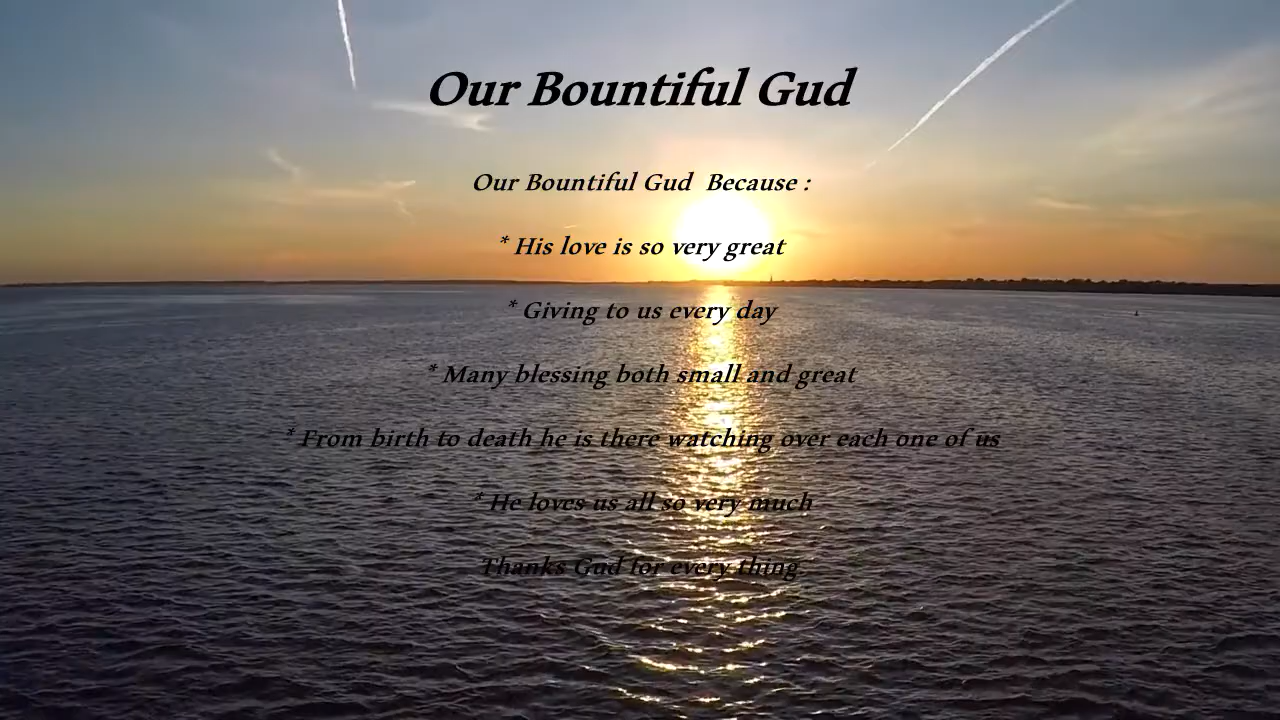 Our Bountiful Gud
Our Bountiful Gud Because :
* His love is so very great
* Giving to us every day
* Many blessing both small and great
* From birth to death he is there watching over each one of us
* He loves us all so very much
Thanks Gud for every thing.